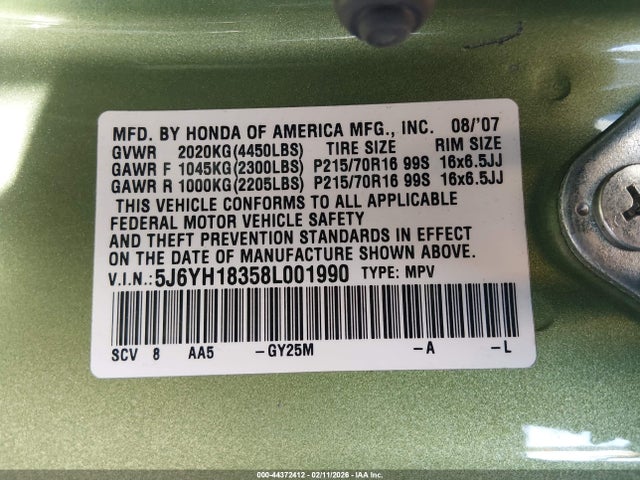 MFD. BY HONDA OF AMERICA MFG., INC. 08/'07
GVWR 2020KG(4450LBS) TIRE SIZE RIM SIZE
GAWR F 1045KG(2300LBS) P215/70R16 99S 16x6.5JJ
GAWR R 1000KG(2205LBS) P215/70R16 99S 16x6.5JJ
THIS VEHICLE CONFORMS TO ALL APPLICABLE
FEDERAL MOTOR VEHICLE SAFETY
AND THEFT PREVENTION STANDARDS IN EFFECT
ON THE DATE OF MANUFACTURE SHOWN ABOVE.
V.I.N.: 5J6YH18358L001990 TYPE: MPV
SCV 8 AA5 -GY25M -A -L
000-44372412 - 02/11/2026 - IAA Inc.